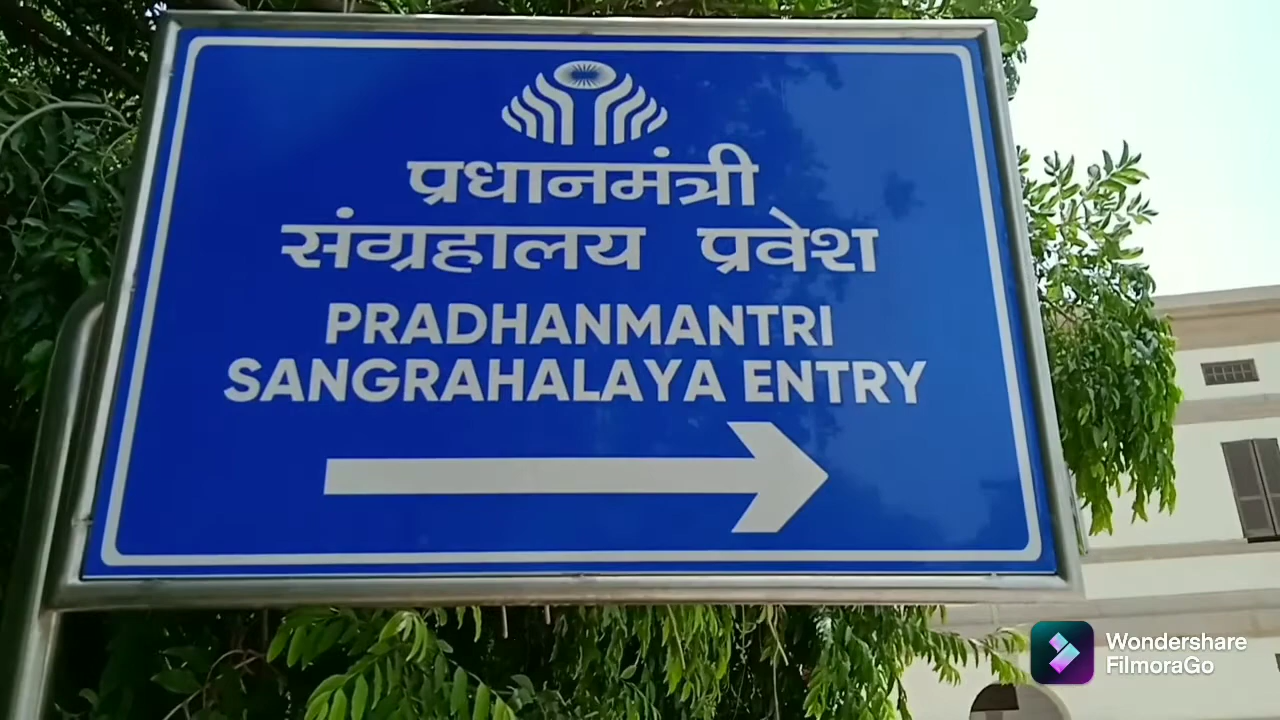 प्रधानमंत्री
संग्रहालय प्रवेश
PRADHANMANTRI
SANGRAHALAYA ENTRY
Wondershare
FilmoraGo